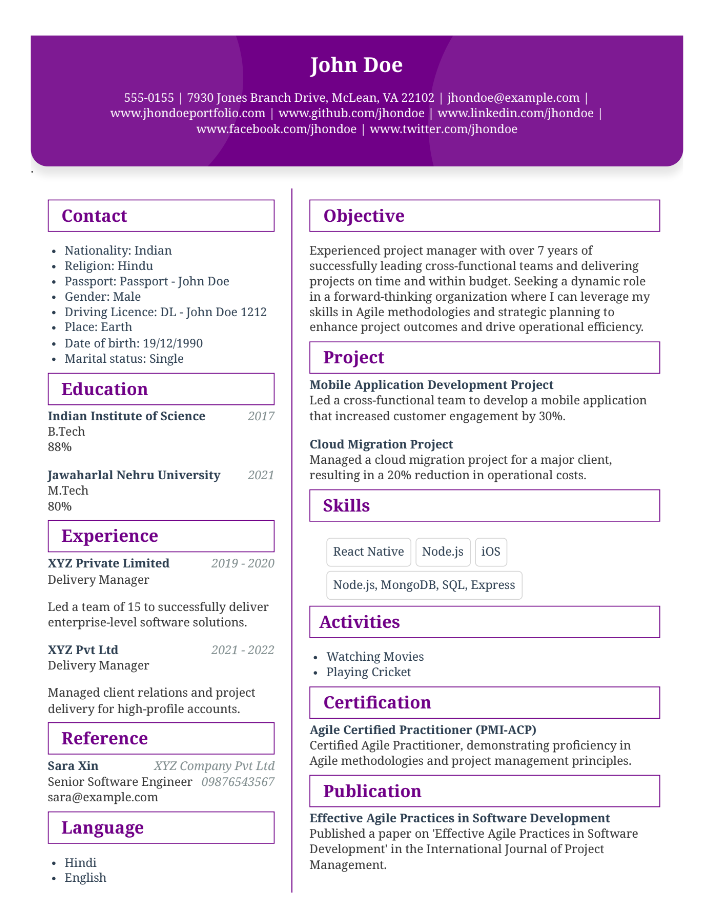 John Doe
555-0155 | 7930 Jones Branch Drive, McLean, VA 22102 | jhondoe@example.com |
www.jhondoeportfolio.com | www.github.com/jhondoe | www.linkedin.com/jhondoe |
www.facebook.com/jhondoe | www.twitter.com/jhondoe
.
Contact
• Nationality: Indian
• Religion: Hindu
• Passport: Passport - John Doe
• Gender: Male
• Driving Licence: DL - John Doe 1212
• Place: Earth
• Date of birth: 19/12/1990
• Marital status: Single
Education
Indian Institute of Science 2017
B.Tech
88%
Jawaharlal Nehru University 2021
M.Tech
80%
Experience
XYZ Private Limited 2019 - 2020
Delivery Manager
Led a team of 15 to successfully deliver
enterprise-level software solutions.
XYZ Pvt Ltd 2021 - 2022
Delivery Manager
Managed client relations and project
delivery for high-profile accounts.
Reference
Sara Xin XYZ Company Pvt Ltd
Senior Software Engineer 09876543567
sara@example.com
Language
• Hindi
• English
Objective
Experienced project manager with over 7 years of
successfully leading cross-functional teams and delivering
projects on time and within budget. Seeking a dynamic role
in a forward-thinking organization where I can leverage my
skills in Agile methodologies and strategic planning to
enhance project outcomes and drive operational efficiency.
Project
Mobile Application Development Project
Led a cross-functional team to develop a mobile application
that increased customer engagement by 30%.
Cloud Migration Project
Managed a cloud migration project for a major client,
resulting in a 20% reduction in operational costs.
Skills
React Native Node.js iOS
Node.js, MongoDB, SQL, Express
Activities
• Watching Movies
• Playing Cricket
Certification
Agile Certified Practitioner (PMI-ACP)
Certified Agile Practitioner, demonstrating proficiency in
Agile methodologies and project management principles.
Publication
Effective Agile Practices in Software Development
Published a paper on 'Effective Agile Practices in Software
Development' in the International Journal of Project
Management.